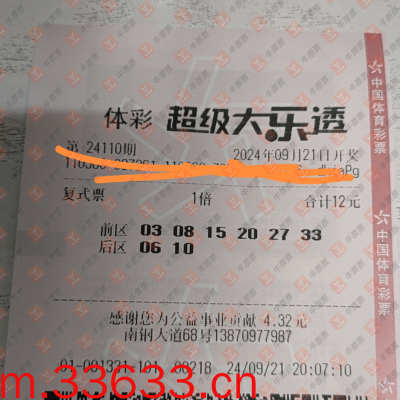 体彩 超级大乐透
第 24110期 2024年09月21日开奖
复式票 1倍 合计12元
前区 03 08 15 20 27 33
后区 06 10
感谢您为公益事业贡献 4.32元
南钢大道68号13870977987
24/09/21 20:07:10
m.33633.cn
中国体育彩票
中国体育彩票